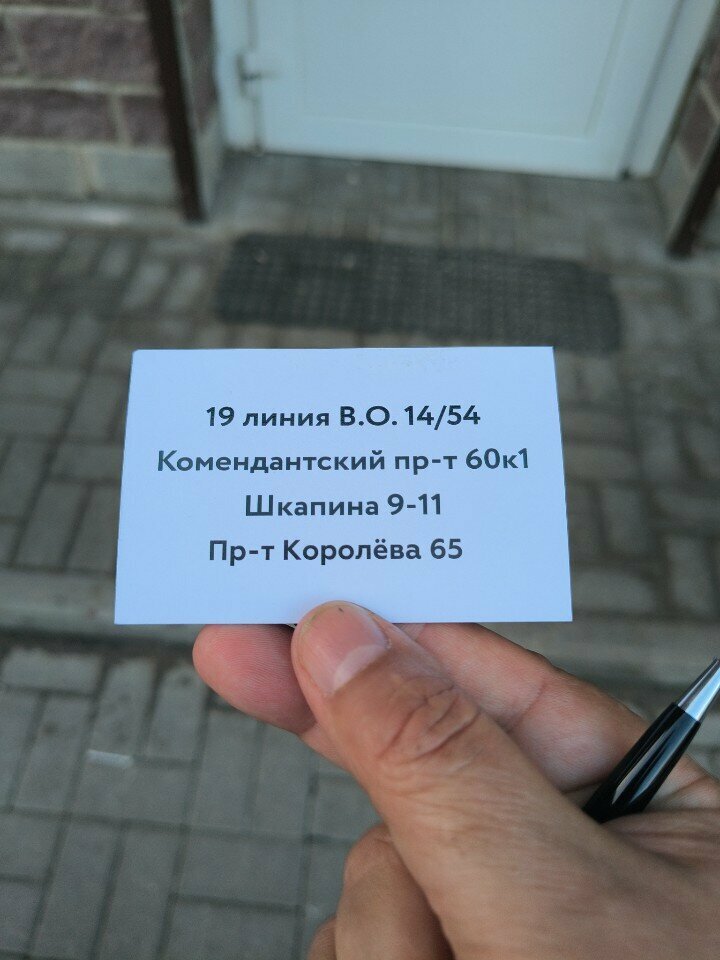 19 линия В.О. 14/54
Комендантский пр-т 60к1
Шкапина 9-11
Пр-т Королёва 65